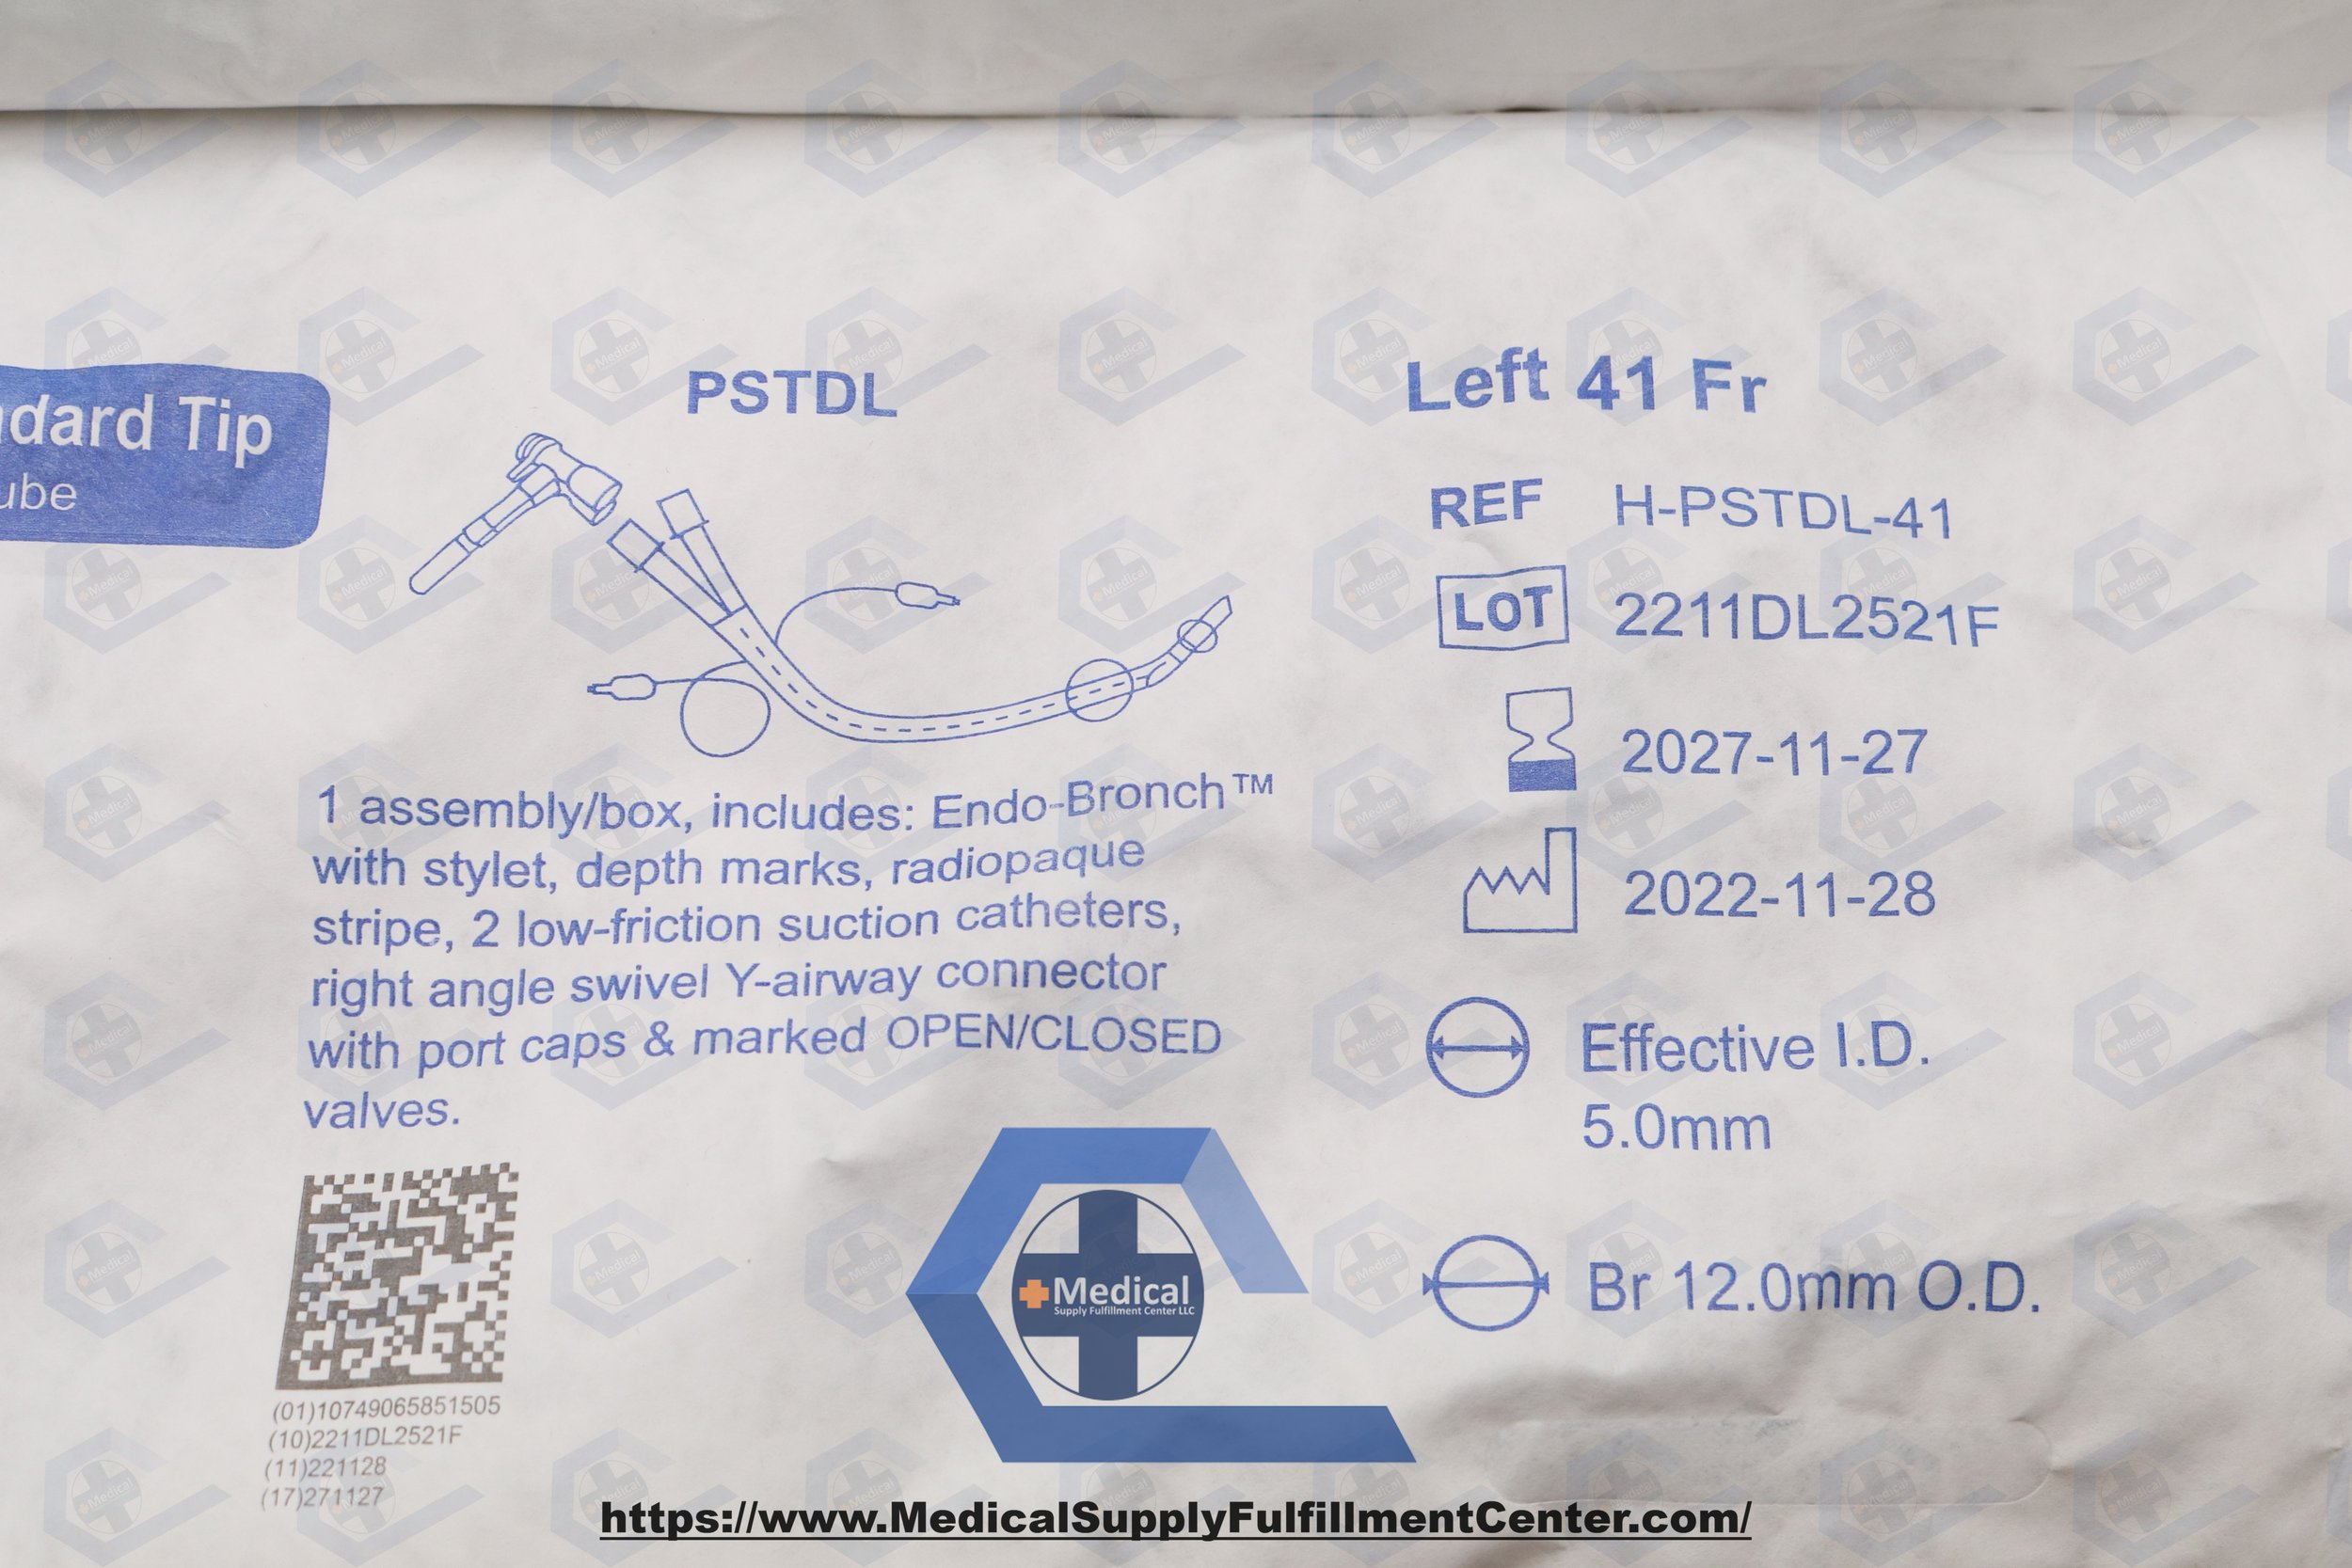 dard Tip
ube
PSTDL
1 assembly/box, includes: Endo-Bronch™
with stylet, depth marks, radiopaque
stripe, 2 low-friction suction catheters,
right angle swivel Y-airway connector
with port caps & marked OPEN/CLOSED
valves.
(01)10749065851505
(10)2211DL2521F
(11)221128
(17)271127
Left 41 Fr
REF H-PSTDL-41
LOT 2211DL2521F
2027-11-27
2022-11-28
Effective I.D.
5.0mm
Br 12.0mm O.D.
Medical
Supply Fulfillment Center LLC
https://www.MedicalSupplyFulfillmentCenter.com/